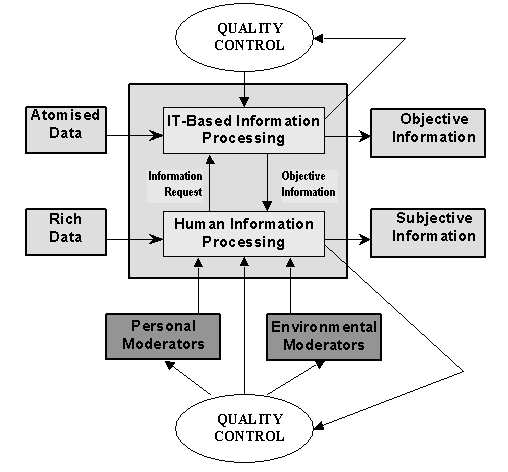 QUALITY
CONTROL
Atomised
Data
IT-Based Information
Processing
Objective
Information
Information
Request
Objective
Information
Rich
Data
Human Information
Processing
Subjective
Information
Personal
Moderators
Environmental
Moderators
QUALITY
CONTROL